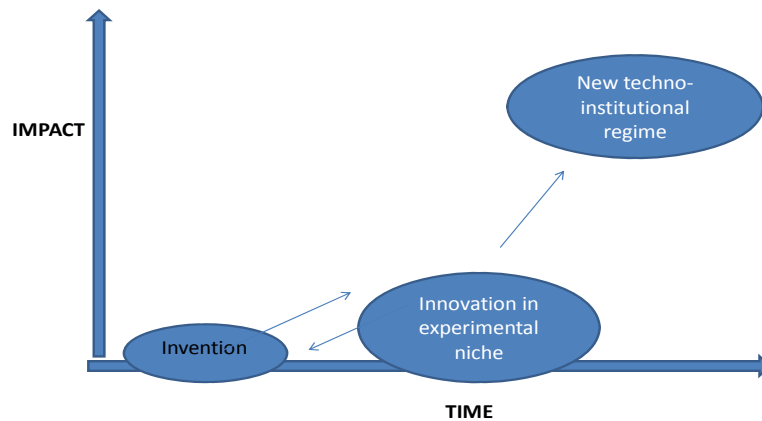 New techno-
institutional
regime
IMPACT
Innovation in
experimental
niche
Invention
TIME